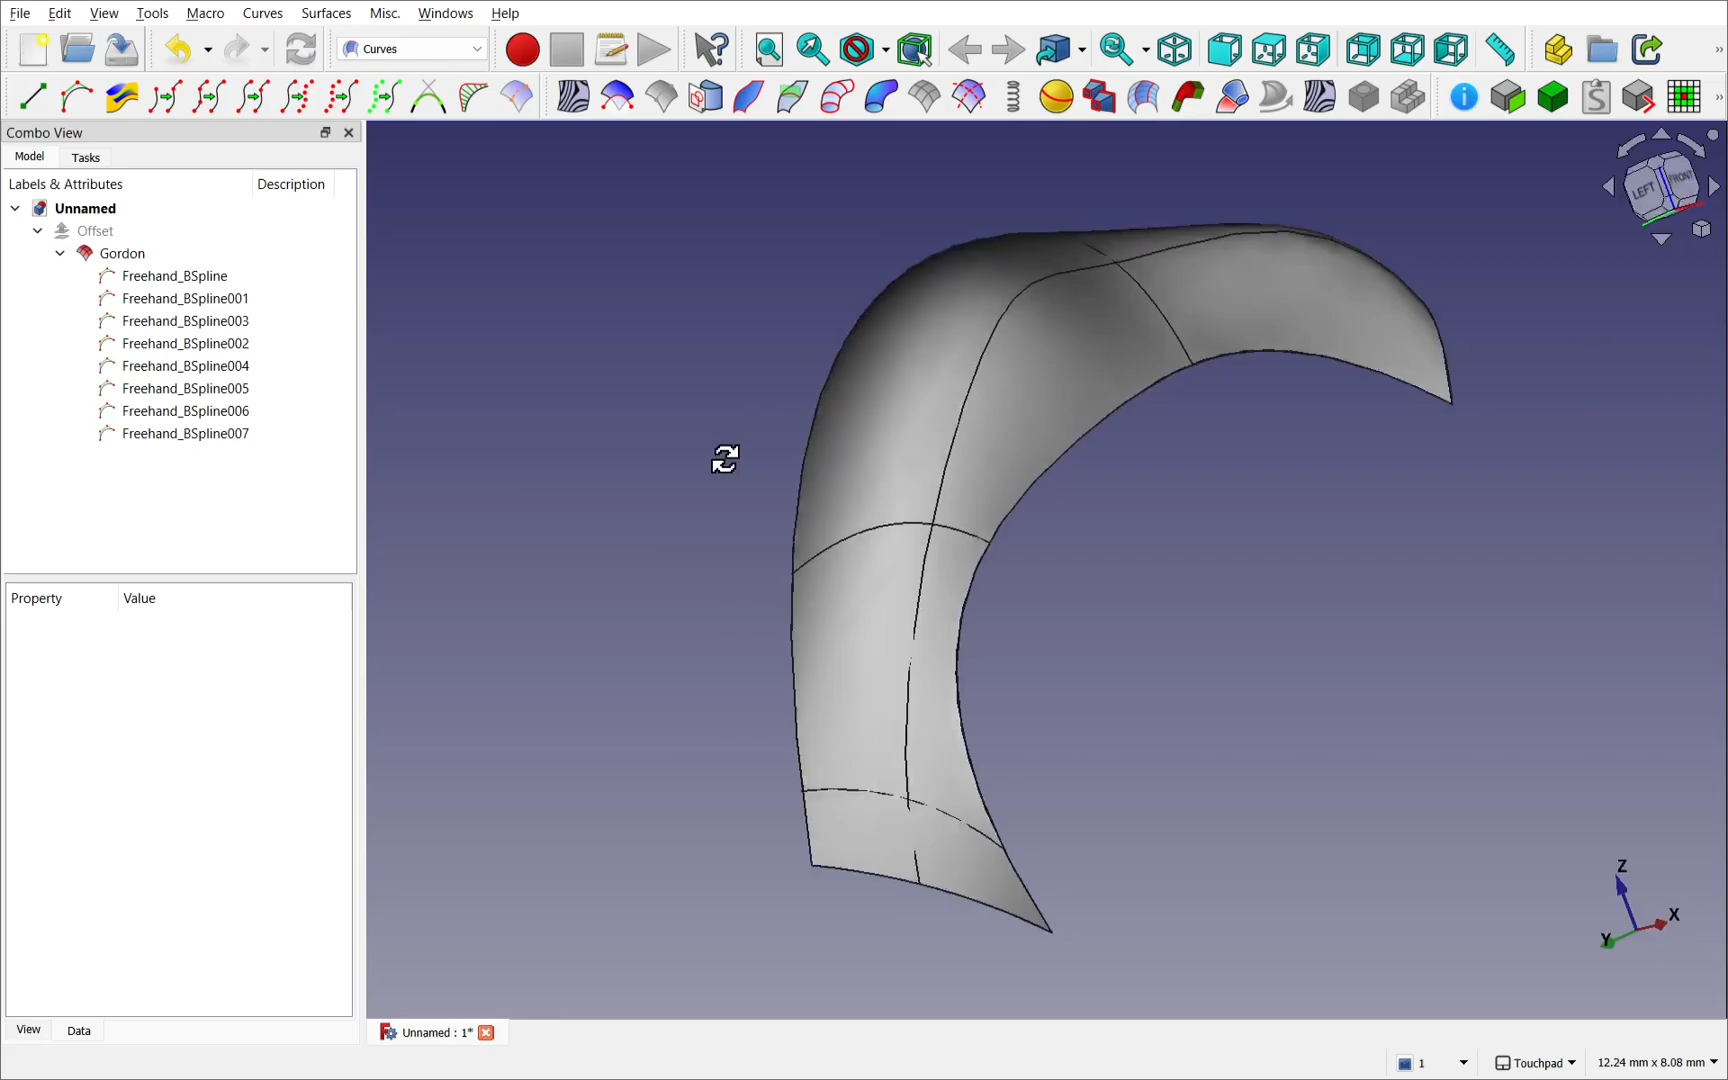 File Edit View Tools Macro Curves Surfaces Misc. Windows Help
Curves
Combo View
Model Tasks
Labels & Attributes Description
Unnamed
Offset
Gordon
Freehand_BSpline
Freehand_BSpline001
Freehand_BSpline003
Freehand_BSpline002
Freehand_BSpline004
Freehand_BSpline005
Freehand_BSpline006
Freehand_BSpline007
Property Value
View Data
LEFT FRONT
Z
X
Y
Unnamed : 1*
1 Touchpad 12.24 mm x 8.08 mm